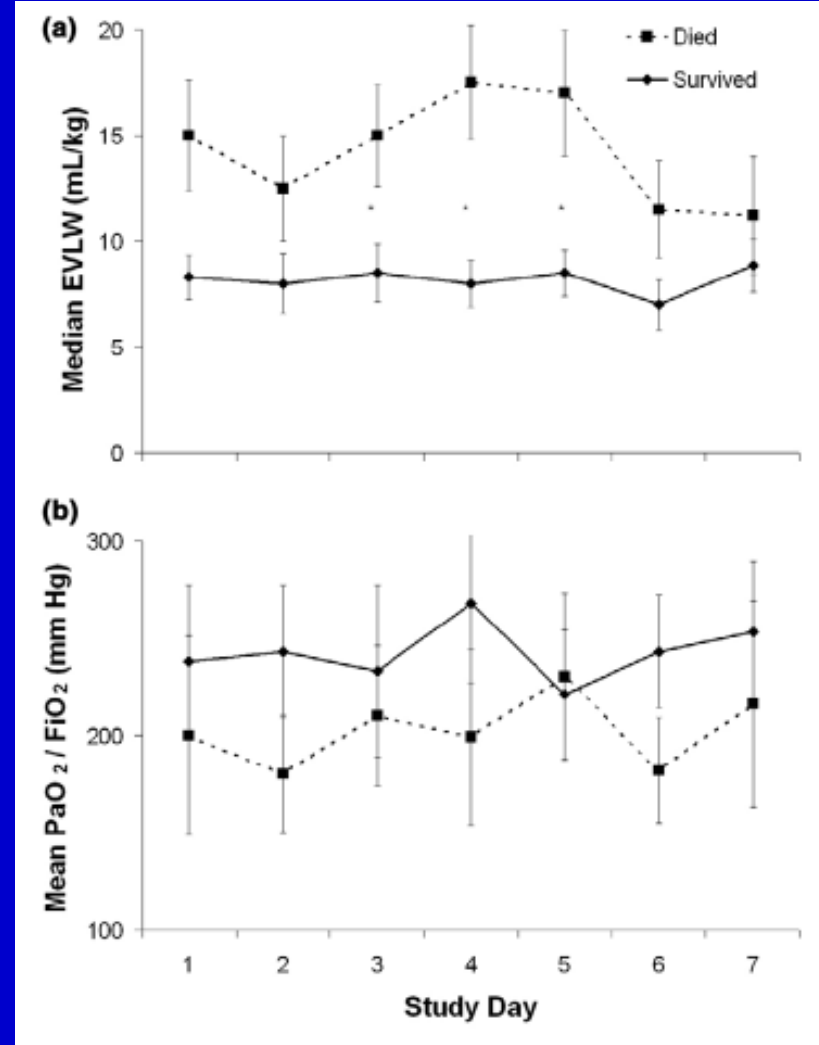 (a)
20
15
10
5
0
Median EVLW (mL/kg)
Died
Survived
* * *
(b)
300
200
100
Mean PaO₂ / FiO₂ (mm Hg)
1 2 3 4 5 6 7
Study Day